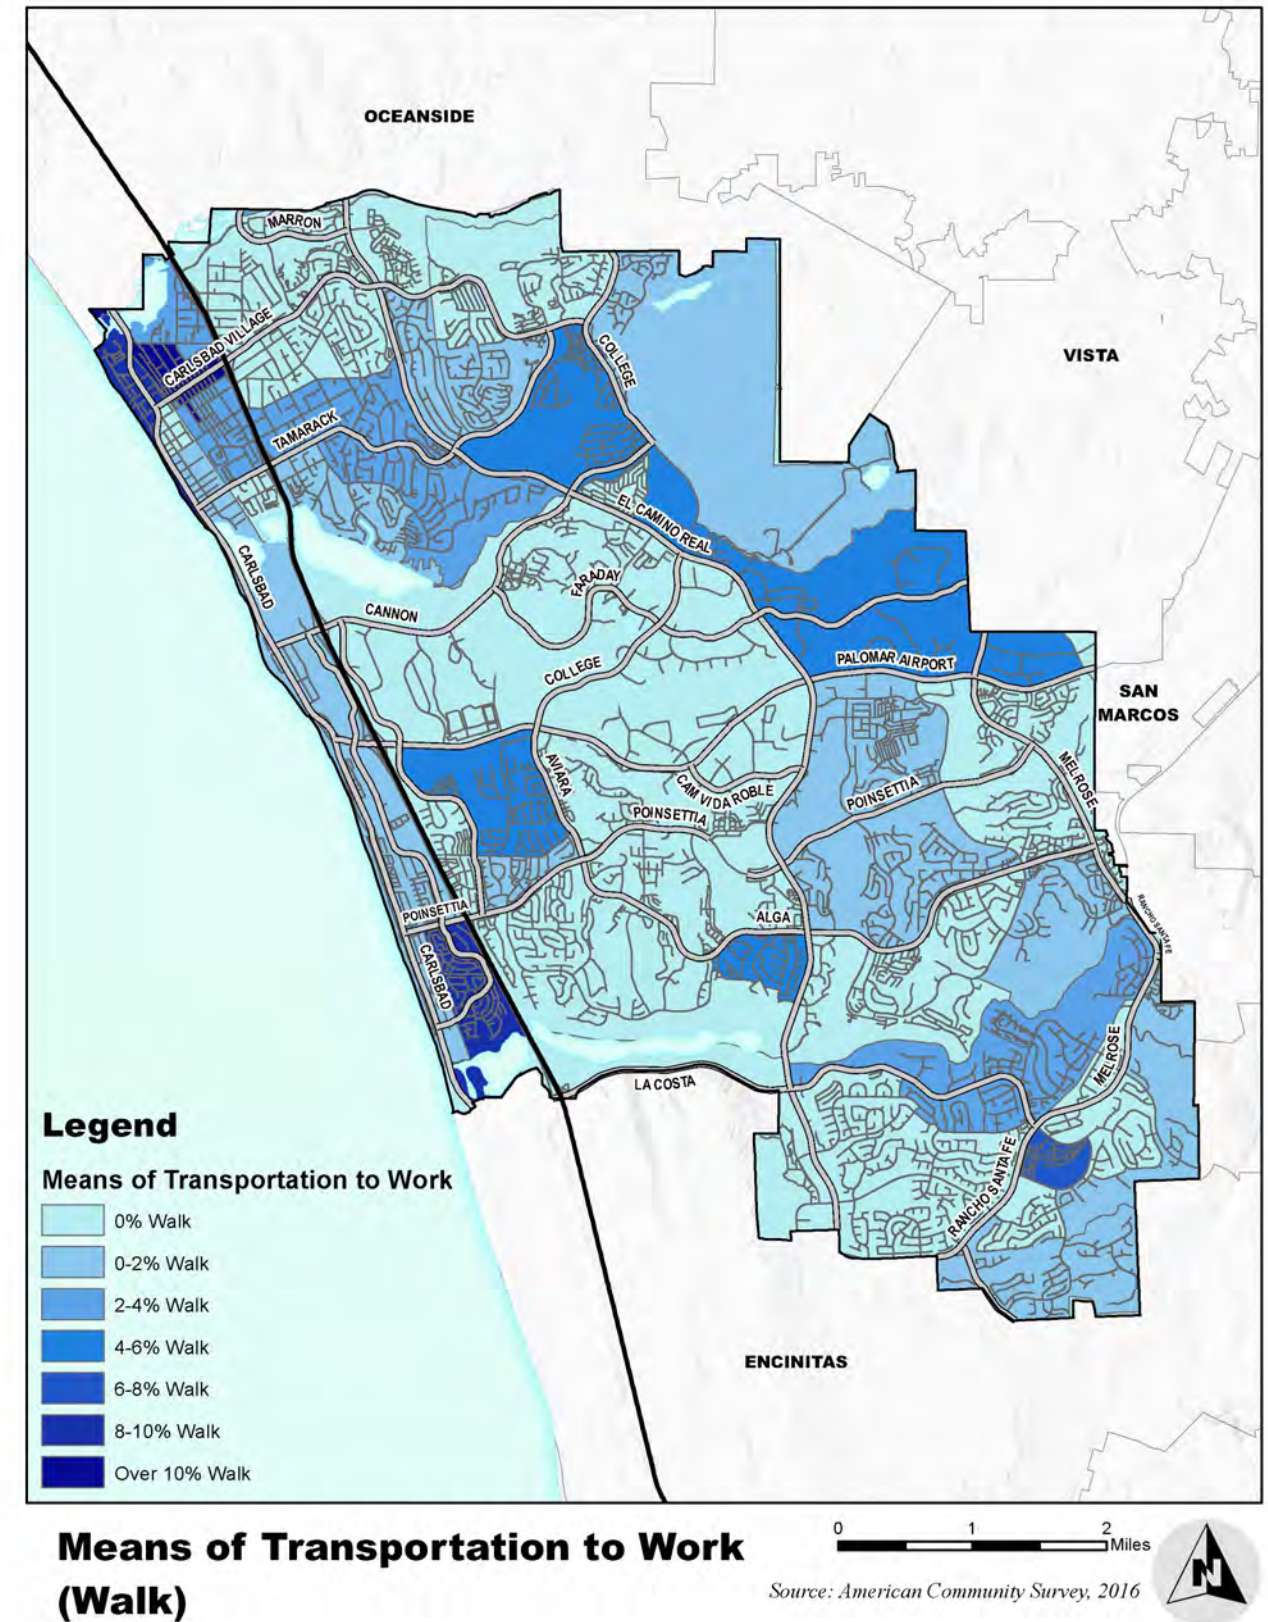 OCEANSIDE
MARRON
CARLSBAD VILLAGE
COLLEGE
VISTA
TAMARACK
EL CAMINO REAL
CARLSBAD
FARADAY
CANNON
COLLEGE
PALOMAR AIRPORT
SAN
MARCOS
AVIARA
MELROSE
CAM VIDA ROBLE
POINSETTIA
POINSETTIA
POINSETTIA
ALGA
RANCHO SANTA FE
CARLSBAD
MELROSE
LA COSTA
RANCHO SANTA FE
ENCINITAS
Legend
Means of Transportation to Work
0% Walk
0-2% Walk
2-4% Walk
4-6% Walk
6-8% Walk
8-10% Walk
Over 10% Walk
Means of Transportation to Work
(Walk)
0 1 2
Miles
Source: American Community Survey, 2016
N